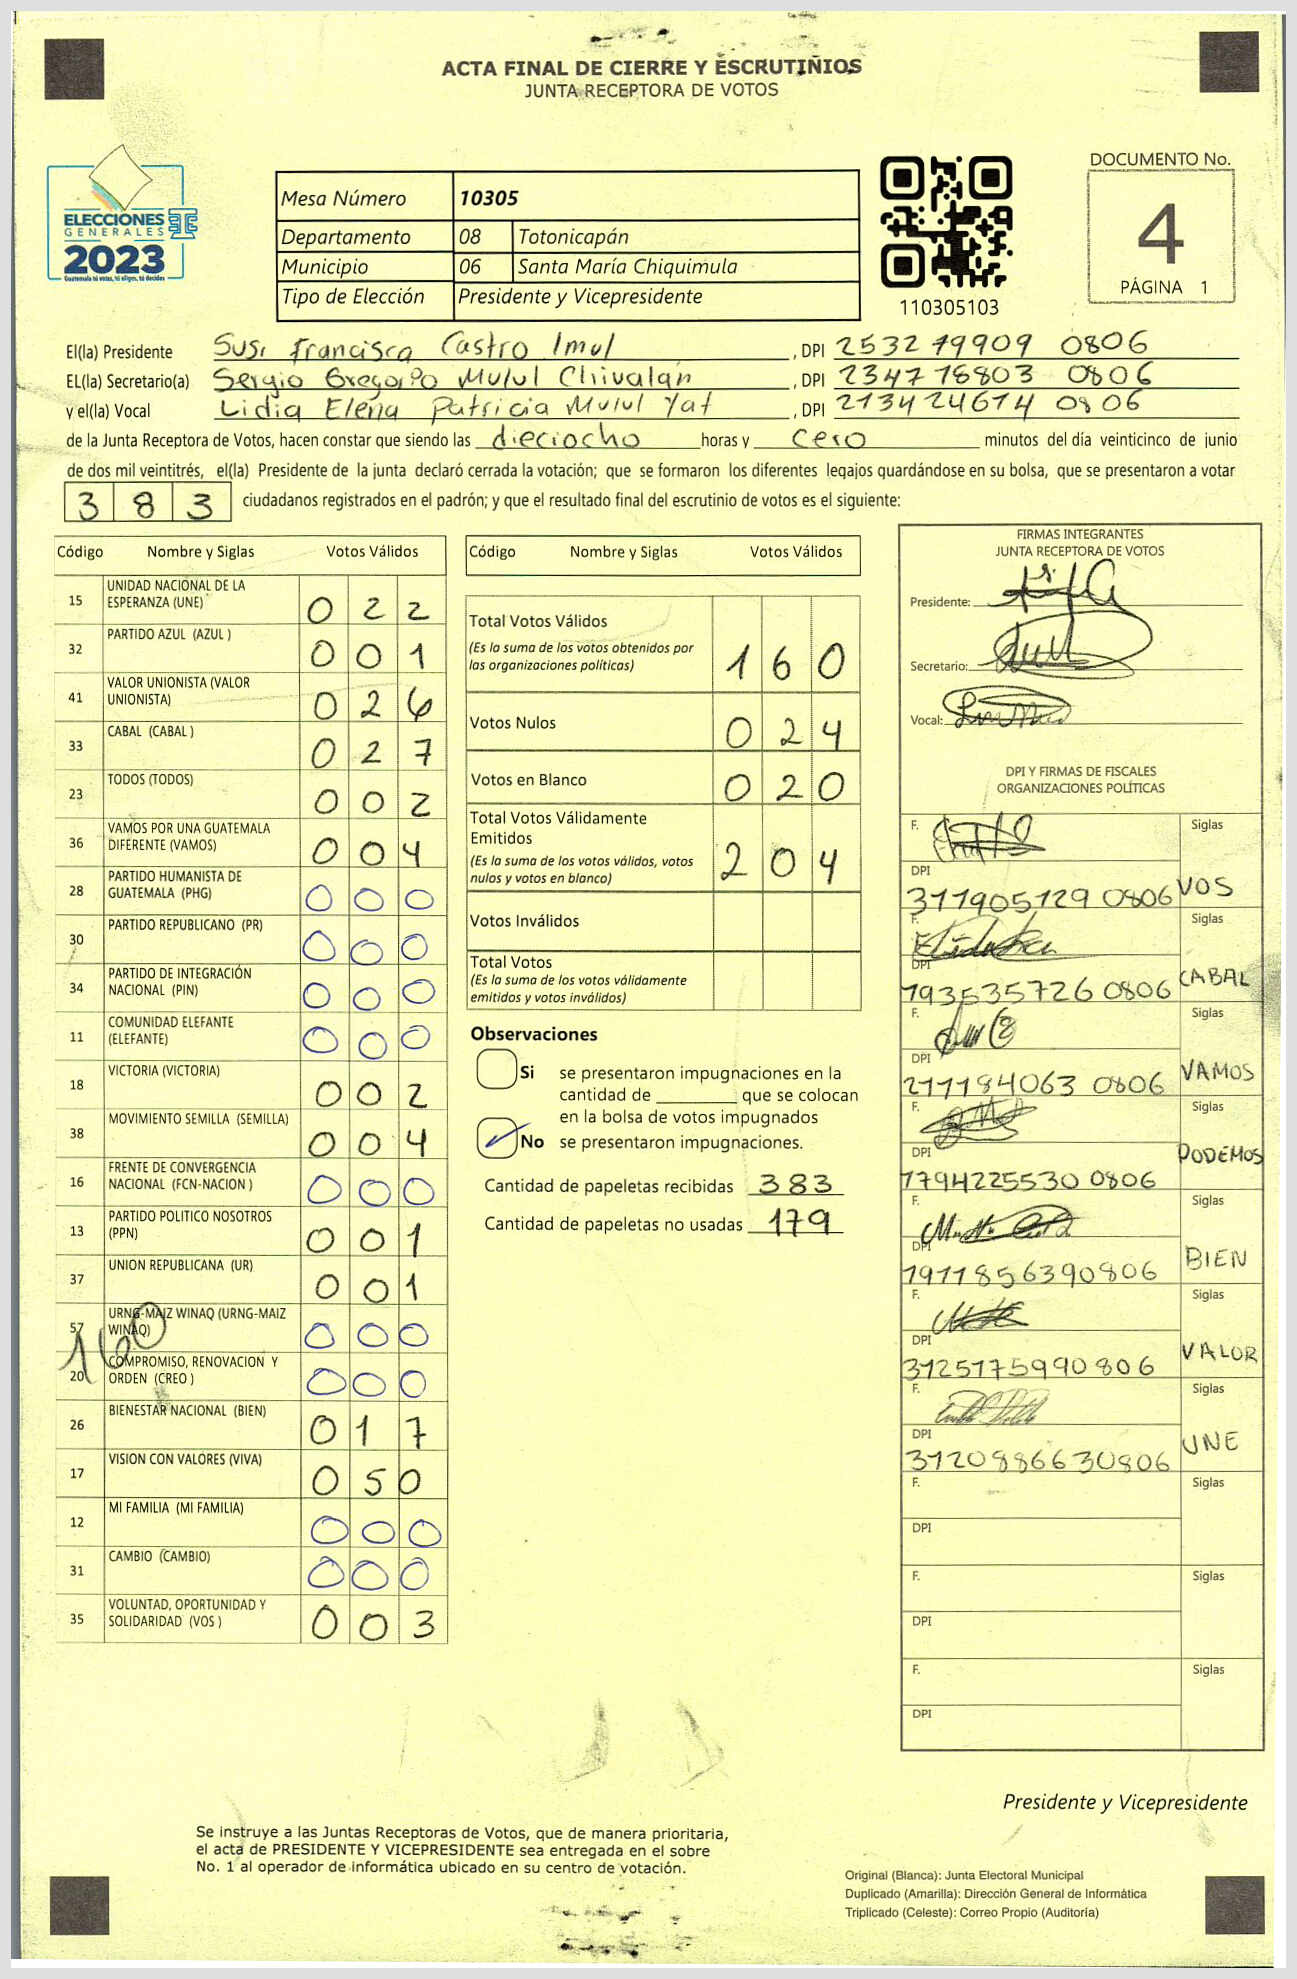 ACTA FINAL DE CIERRE Y ESCRUTIÑIOS
JUNTA RECEPTORA DE VOTOS
ELECCIONES
GENERALES
2023
Guatemala tú votas, tú eliges, tú decides
Mesa Número 10305
Departamento 08 Totonicapán
Municipio 06 Santa María Chiquimula
Tipo de Elección Presidente y Vicepresidente
110305103
DOCUMENTO No.
4
PÁGINA 1
El(la) Presidente Susi Francisca Castro Imul , DPI 253219909 0806
EL(la) Secretario(a) Sergio Gregorio Mulul Chivalán , DPI 234718803 0806
y el(la) Vocal Lidia Elena Patricia Mulul Yat , DPI 213424614 0806
de la Junta Receptora de Votos, hacen constar que siendo las dieciocho horas y cero minutos del día veinticinco de junio
de dos mil veintitrés, el(la) Presidente de la junta declaró cerrada la votación; que se formaron los diferentes legajos quardándose en su bolsa, que se presentaron a votar
3 8 3 ciudadanos registrados en el padrón; y que el resultado final del escrutinio de votos es el siguiente:
Código Nombre y Siglas Votos Válidos
15 UNIDAD NACIONAL DE LA ESPERANZA (UNE) 0 2 2
32 PARTIDO AZUL (AZUL ) 0 0 1
41 VALOR UNIONISTA (VALOR UNIONISTA) 0 2 6
33 CABAL (CABAL ) 0 2 7
23 TODOS (TODOS) 0 0 2
36 VAMOS POR UNA GUATEMALA DIFERENTE (VAMOS) 0 0 4
28 PARTIDO HUMANISTA DE GUATEMALA (PHG) 0 0 0
30 PARTIDO REPUBLICANO (PR) 0 0 0
34 PARTIDO DE INTEGRACIÓN NACIONAL (PIN) 0 0 0
11 COMUNIDAD ELEFANTE (ELEFANTE) 0 0 0
18 VICTORIA (VICTORIA) 0 0 2
38 MOVIMIENTO SEMILLA (SEMILLA) 0 0 4
16 FRENTE DE CONVERGENCIA NACIONAL (FCN-NACION ) 0 0 0
13 PARTIDO POLITICO NOSOTROS (PPN) 0 0 1
37 UNION REPUBLICANA (UR) 0 0 1
57 URNG-MAIZ WINAQ (URNG-MAIZ WINAQ) 0 0 0
160
20 COMPROMISO, RENOVACION Y ORDEN (CREO ) 0 0 0
26 BIENESTAR NACIONAL (BIEN) 0 1 7
17 VISION CON VALORES (VIVA) 0 5 0
12 MI FAMILIA (MI FAMILIA) 0 0 0
31 CAMBIO (CAMBIO) 0 0 0
35 VOLUNTAD, OPORTUNIDAD Y SOLIDARIDAD (VOS ) 0 0 3
Código Nombre y Siglas Votos Válidos
Total Votos Válidos 1 6 0
(Es la suma de los votos obtenidos por
las organizaciones políticas)
Votos Nulos 0 2 4
Votos en Blanco 0 2 0
Total Votos Válidamente
Emitidos 2 0 4
(Es la suma de los votos válidos, votos
nulos y votos en blanco)
Votos Inválidos
Total Votos
(Es la suma de los votos válidamente
emitidos y votos inválidos)
Observaciones
Si se presentaron impugnaciones en la
cantidad de ________ que se colocan
en la bolsa de votos impugnados
No se presentaron impugnaciones.
Cantidad de papeletas recibidas 383
Cantidad de papeletas no usadas 179
FIRMAS INTEGRANTES
JUNTA RECEPTORA DE VOTOS
Presidente:
Secretario:
Vocal:
DPI Y FIRMAS DE FISCALES
ORGANIZACIONES POLÍTICAS
F. Siglas
DPI
311905129 0806 VOS
F. Siglas
DPI
193535726 0806 CABAL
F. Siglas
DPI
211184063 0806 VAMOS
F. Siglas
DPI
1794225530 0806 PODEMOS
F. Siglas
DPI
1911856390806 BIEN
F. Siglas
DPI
3125175990806 VALOR
F. Siglas
DPI
3120886630806 UNE
F. Siglas
DPI
F. Siglas
DPI
F. Siglas
DPI
Presidente y Vicepresidente
Se instruye a las Juntas Receptoras de Votos, que de manera prioritaria,
el acta de PRESIDENTE Y VICEPRESIDENTE sea entregada en el sobre
No. 1 al operador de informática ubicado en su centro de votación.
Original (Blanca): Junta Electoral Municipal
Duplicado (Amarilla): Dirección General de Informática
Triplicado (Celeste): Correo Propio (Auditoría)